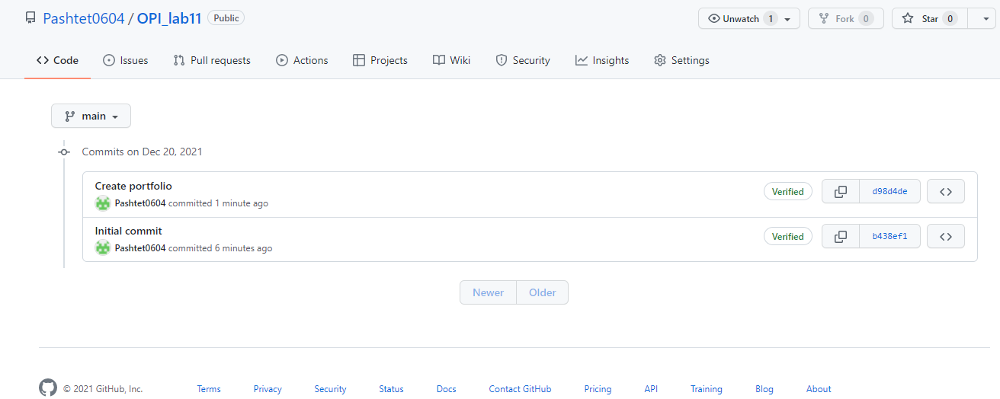 Pashtet0604 / OPI_lab11 Public Unwatch 1 Fork 0 Star 0
Code Issues Pull requests Actions Projects Wiki Security Insights Settings
main
Commits on Dec 20, 2021
Create portfolio
Pashtet0604 committed 1 minute ago
Verified d98d4de
Initial commit
Pashtet0604 committed 6 minutes ago
Verified b438ef1
Newer Older
© 2021 GitHub, Inc. Terms Privacy Security Status Docs Contact GitHub Pricing API Training Blog About